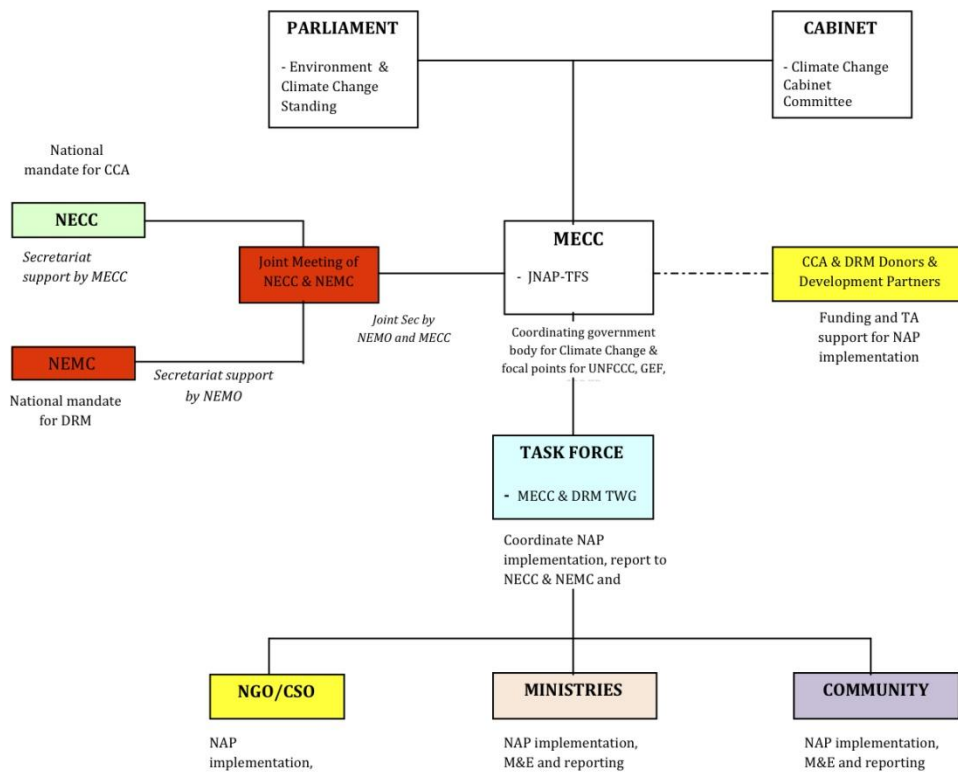 PARLIAMENT
- Environment &
Climate Change
Standing
CABINET
- Climate Change
Cabinet
Committee
National
mandate for CCA
NECC
Secretariat
support by MECC
Joint Meeting of
NECC & NEMC
Joint Sec by
NEMO and MECC
NEMC
Secretariat support
by NEMO
National mandate
for DRM
MECC
- JNAP-TFS
Coordinating government
body for Climate Change &
focal points for UNFCCC, GEF,
CCA & DRM Donors &
Development Partners
Funding and TA
support for NAP
implementation
TASK FORCE
- MECC & DRM TWG
Coordinate NAP
implementation, report to
NECC & NEMC and
NGO/CSO
NAP
implementation,
MINISTRIES
NAP implementation,
M&E and reporting
COMMUNITY
NAP implementation,
M&E and reporting